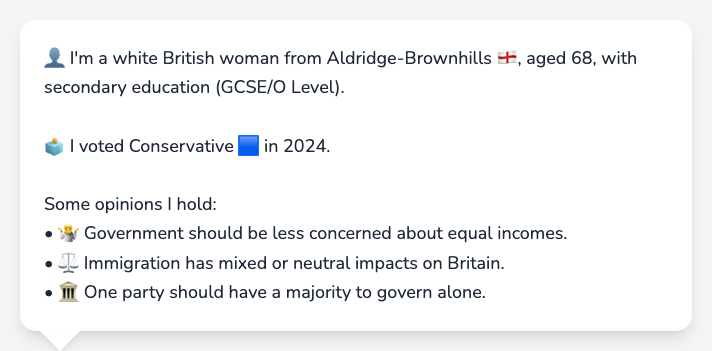 👤 I'm a white British woman from Aldridge-Brownhills 🏴󠁧󠁢󠁥󠁮󠁧󠁿, aged 68, with
secondary education (GCSE/O Level).
🗳️ I voted Conservative 🟦 in 2024.
Some opinions I hold:
• 🤷 Government should be less concerned about equal incomes.
• ⚖️ Immigration has mixed or neutral impacts on Britain.
• 🏛️ One party should have a majority to govern alone.